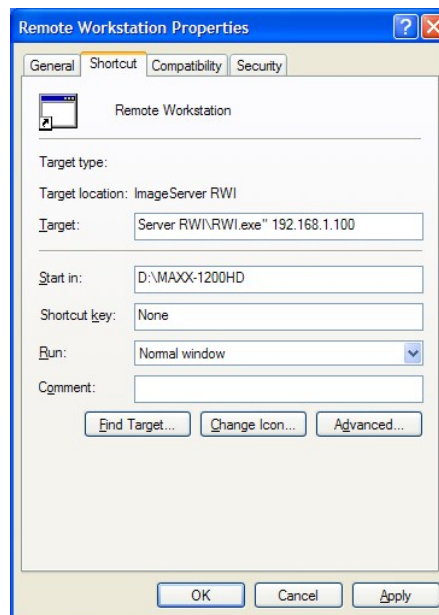 Remote Workstation Properties
General Shortcut Compatibility Security
Remote Workstation
Target type:
Target location: ImageServer RWI
Target: Server RWI\RWI.exe" 192.168.1.100
Start in: D:\MAXX-1200HD
Shortcut key: None
Run: Normal window
Comment:
Find Target... Change Icon... Advanced...
OK Cancel Apply